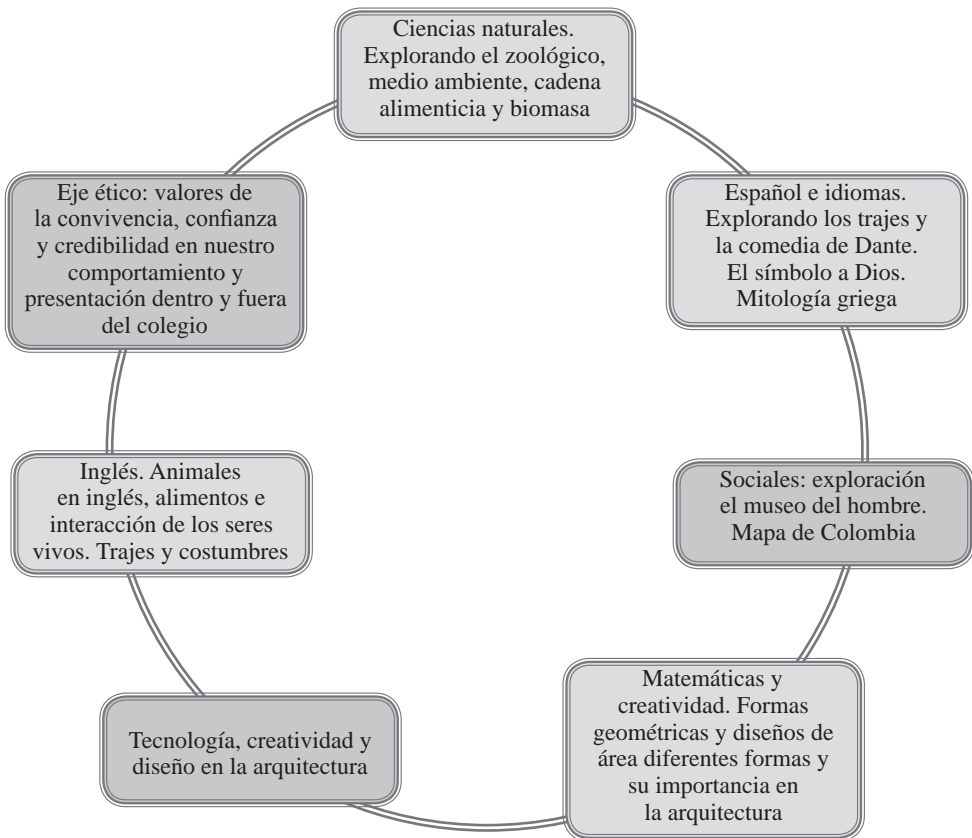 Ciencias naturales.
Explorando el zoológico,
medio ambiente, cadena
alimenticia y biomasa
Español e idiomas.
Explorando los trajes y
la comedia de Dante.
El símbolo a Dios.
Mitología griega
Sociales: exploración
el museo del hombre.
Mapa de Colombia
Matemáticas y
creatividad. Formas
geométricas y diseños de
área diferentes formas y
su importancia en
la arquitectura
Tecnología, creatividad y
diseño en la arquitectura
Inglés. Animales
en inglés, alimentos e
interacción de los seres
vivos. Trajes y costumbres
Eje ético: valores de
la convivencia, confianza
y credibilidad en nuestro
comportamiento y
presentación dentro y fuera
del colegio